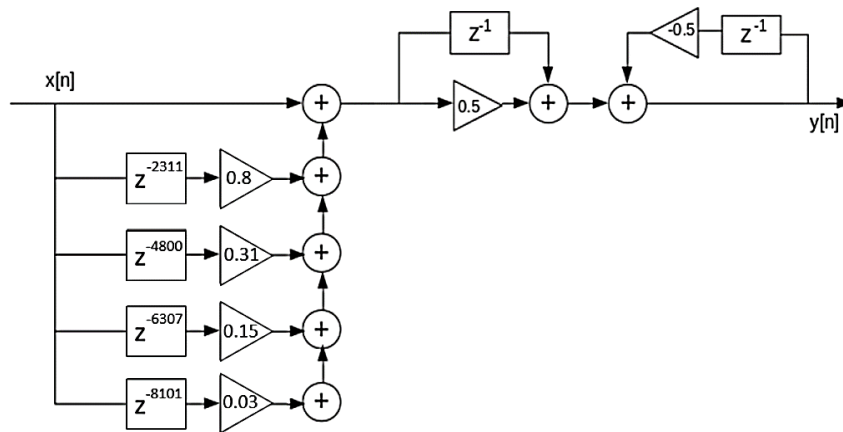 z⁻¹
-0.5
z⁻¹
x[n]
+
0.5
+
+
y[n]
z⁻²³¹¹
0.8
+
z⁻⁴⁸⁰⁰
0.31
+
z⁻⁶³⁰⁷
0.15
+
z⁻⁸¹⁰¹
0.03
+